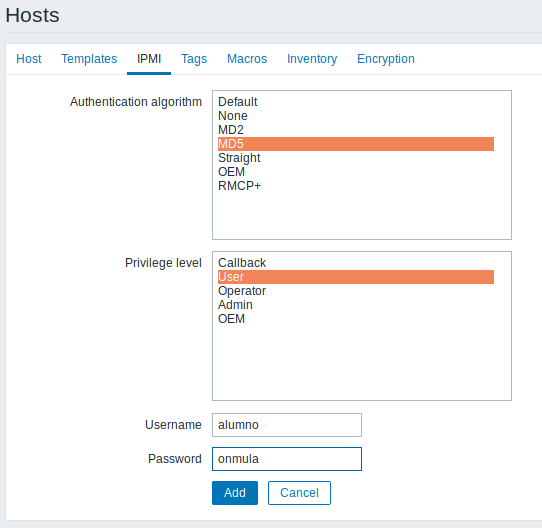 Hosts
Host Templates IPMI Tags Macros Inventory Encryption
Authentication algorithm Default
None
MD2
MD5
Straight
OEM
RMCP+
Privilege level Callback
User
Operator
Admin
OEM
Username alumno
Password onmula
Add Cancel